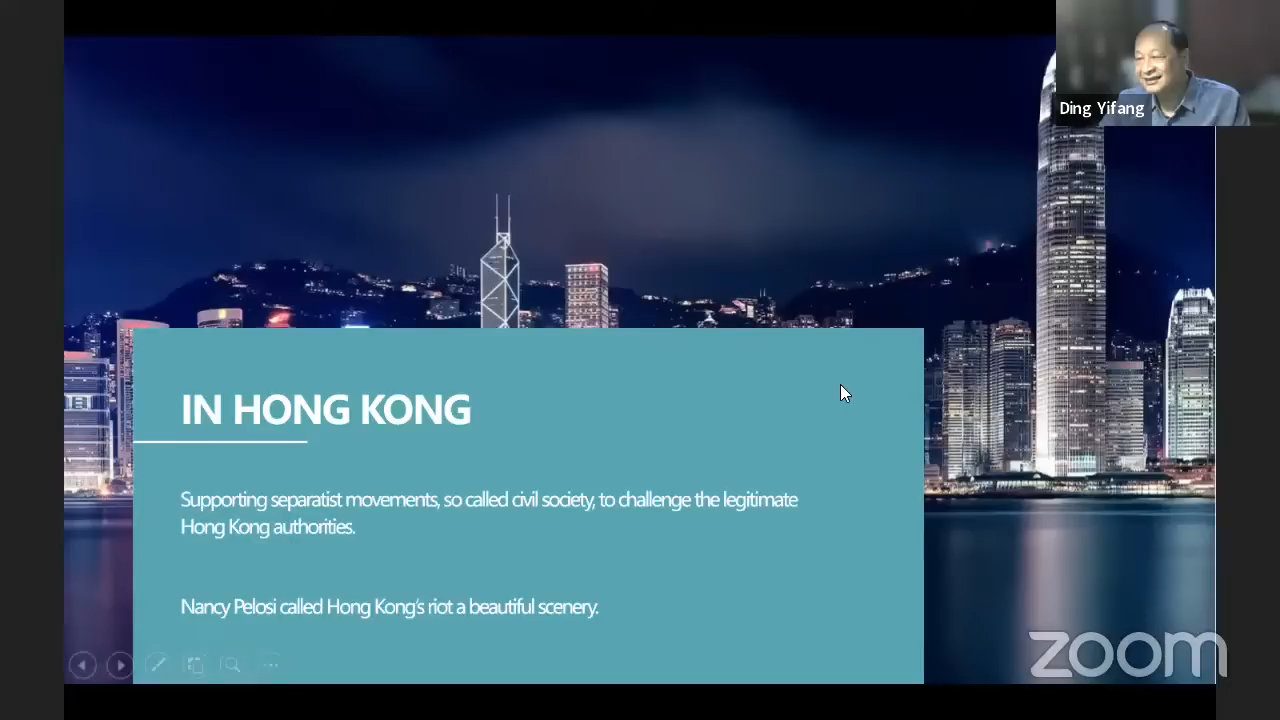 Ding Yifang
IN HONG KONG
Supporting separatist movements, so called civil society, to challenge the legitimate
Hong Kong authorities.
Nancy Pelosi called Hong Kong's riot a beautiful scenery.
zoom